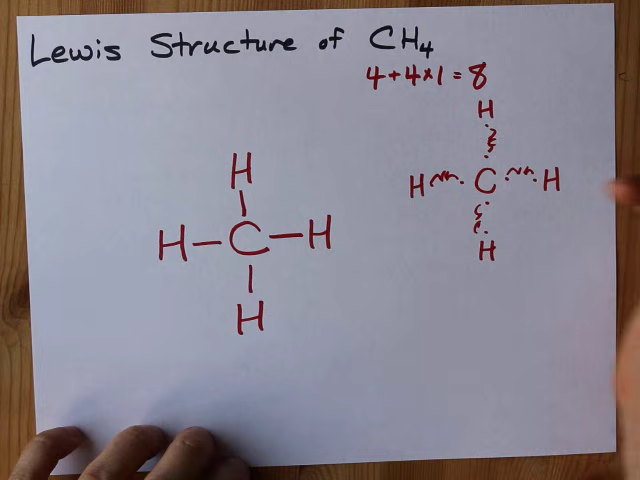 Lewis Structure of CH₄
4+4×1=8
H
H C H
H
H
H–C–H
H